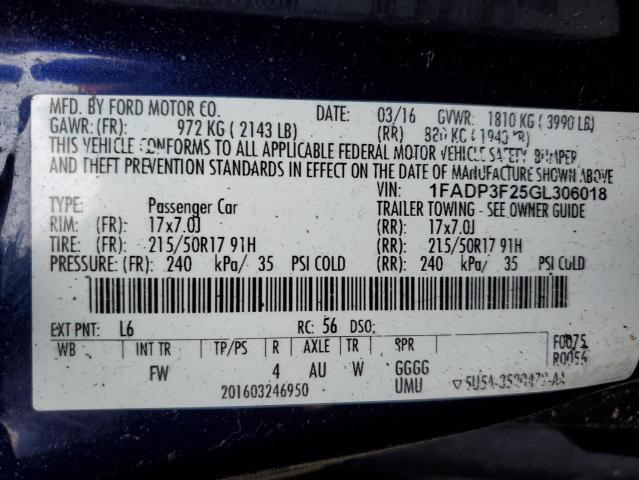 MFD. BY FORD MOTOR CO. DATE: 03/16 GVWR: 1810 KG ( 3990 LB)
GAWR: (FR): 972 KG ( 2143 LB) (RR) 880 KG
THIS VEHICLE CONFORMS TO ALL APPLICABLE FEDERAL MOTOR VEHICLE SAFETY BUMPER
AND THEFT PREVENTION STANDARDS IN EFFECT ON THE DATE OF MANUFACTURE SHOWN ABOVE
VIN: 1FADP3F25GL306018
TYPE: Passenger Car TRAILER TOWING - SEE OWNER GUIDE
RIM: (FR): 17x7.0J (RR): 17x7.0J
TIRE: (FR): 215/50R17 91H (RR): 215/50R17 91H
PRESSURE: (FR): 240 kPa/ 35 PSI COLD (RR): 240 kPa/ 35 PSI COLD
EXT PNT: L6 RC: 56 DSO: F0075
WB INT TR TP/PS R AXLE TR SPR R0056
FW 4 AU W GGGG
201603246950 UMU